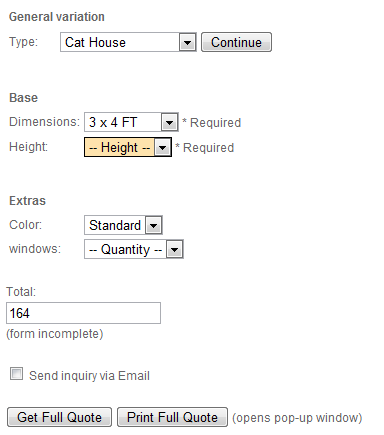 General variation
Type: Cat House Continue
Base
Dimensions: 3 x 4 FT * Required
Height: -- Height -- * Required
Extras
Color: Standard
windows: -- Quantity --
Total:
164
(form incomplete)
Send inquiry via Email
Get Full Quote Print Full Quote (opens pop-up window)